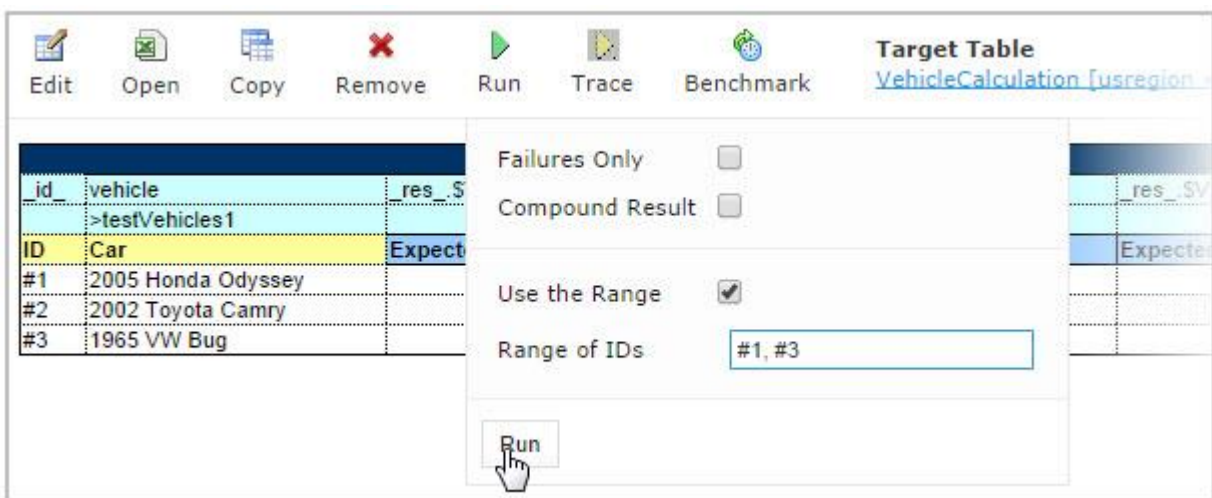 Edit Open Copy Remove Run Trace Benchmark
Target Table
VehicleCalculation [usregion
Failures Only
Compound Result
Use the Range
Range of IDs #1, #3
Run
_id_ vehicle _res_.$V _res_.$V
>testVehicles1
ID Car Expecte Expecte
#1 2005 Honda Odyssey
#2 2002 Toyota Camry
#3 1965 VW Bug